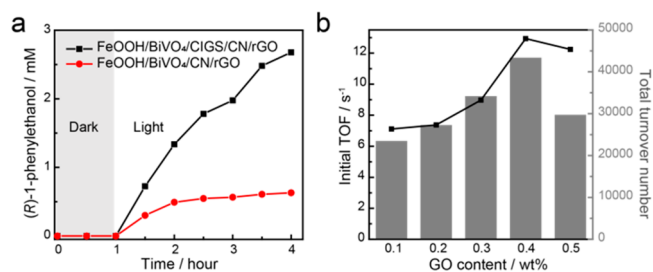 a
(R)-1-phenylethanol / mM
3
2
1
0
FeOOH/BiVO₄/CIGS/CN/rGO
FeOOH/BiVO₄/CN/rGO
Dark
Light
0 1 2 3 4
Time / hour
b
Initial TOF / s⁻¹
14
12
10
8
6
4
2
0
50000
40000
30000
20000
10000
0
Total turnover number
0.1 0.2 0.3 0.4 0.5
GO content / wt%